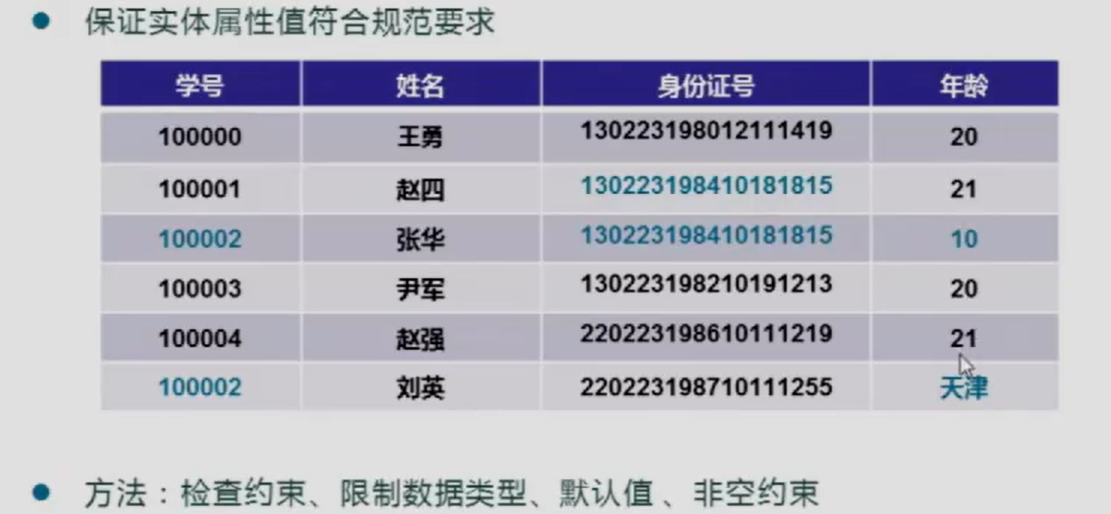 保证实体属性值符合规范要求
学号 姓名 身份证号 年龄
100000 王勇 130223198012111419 20
100001 赵四 130223198410181815 21
100002 张华 130223198410181815 10
100003 尹军 130223198210191213 20
100004 赵强 220223198610111219 21
100002 刘英 220223198710111255 天津
方法：检查约束、限制数据类型、默认值 、非空约束